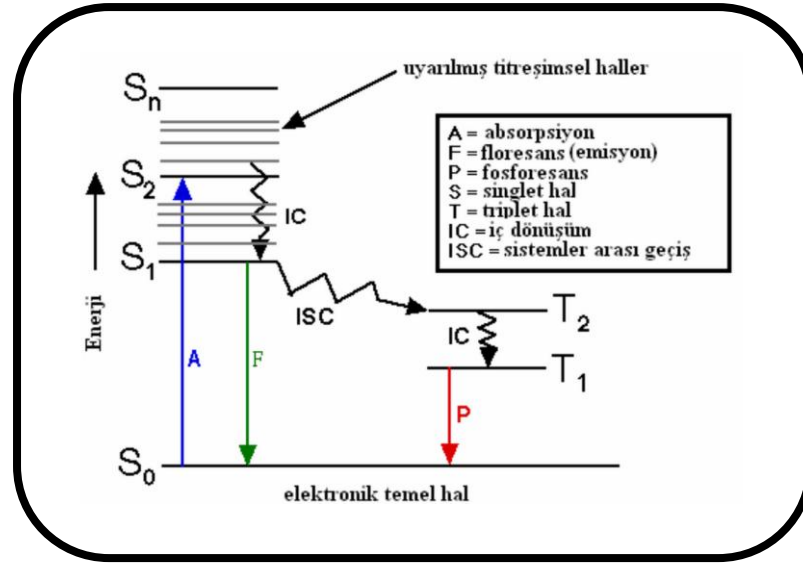 uyarılmış titreşimsel haller
Sn
A = absorpsiyon
F = floresans (emisyon)
P = fosforesans
S = singlet hal
T = triplet hal
IC = iç dönüşüm
ISC = sistemler arası geçiş
S2
IC
S1
ISC
T2
IC
T1
Enerji
A
F
P
S0
elektronik temel hal